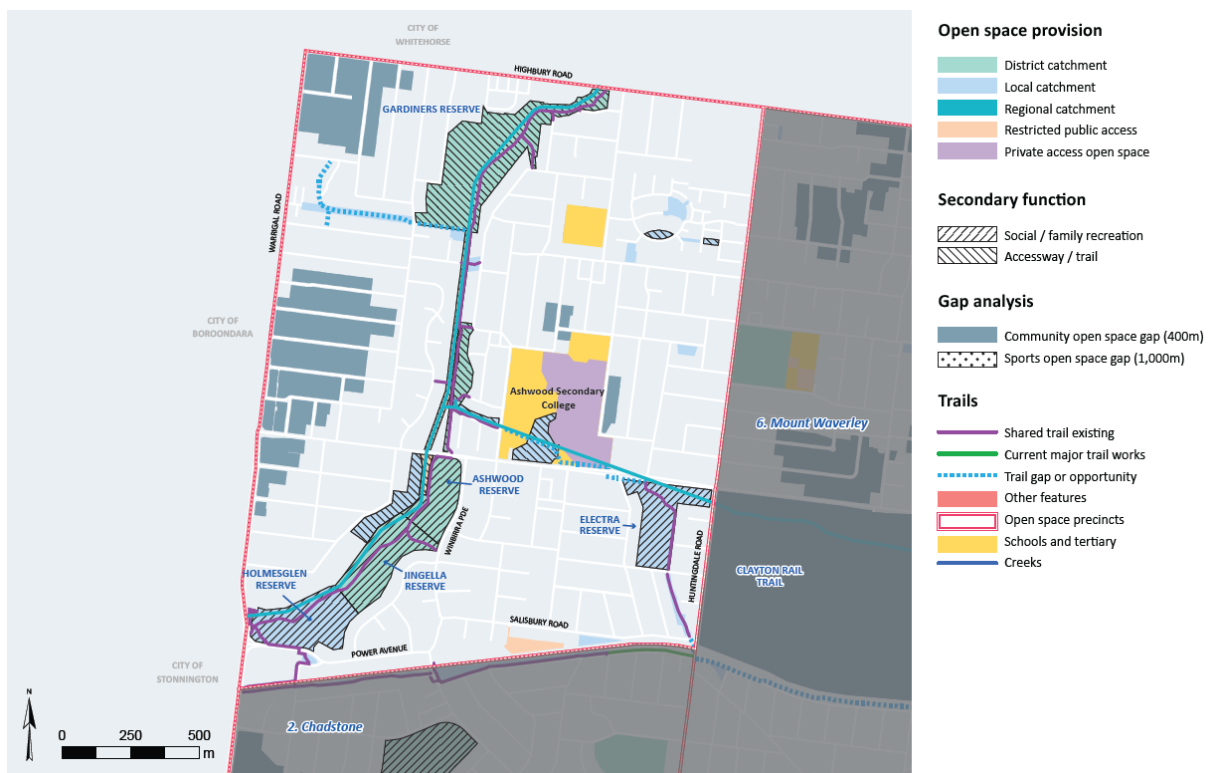 CITY OF
WHITEHORSE
HIGHBURY ROAD
GARDINERS RESERVE
WARRIGAL ROAD
CITY OF
BOROONDARA
Ashwood Secondary
College
6. Mount Waverley
ASHWOOD
RESERVE
WINBIRRA PDE
ELECTRA
RESERVE
HUNTINGDALE ROAD
CLAYTON RAIL
TRAIL
HOLMESGLEN
RESERVE
JINGELLA
RESERVE
SALISBURY ROAD
POWER AVENUE
CITY OF
STONNINGTON
2. Chadstone
N
0 250 500
m
Open space provision
District catchment
Local catchment
Regional catchment
Restricted public access
Private access open space
Secondary function
Social / family recreation
Accessway / trail
Gap analysis
Community open space gap (400m)
Sports open space gap (1,000m)
Trails
Shared trail existing
Current major trail works
Trail gap or opportunity
Other features
Open space precincts
Schools and tertiary
Creeks